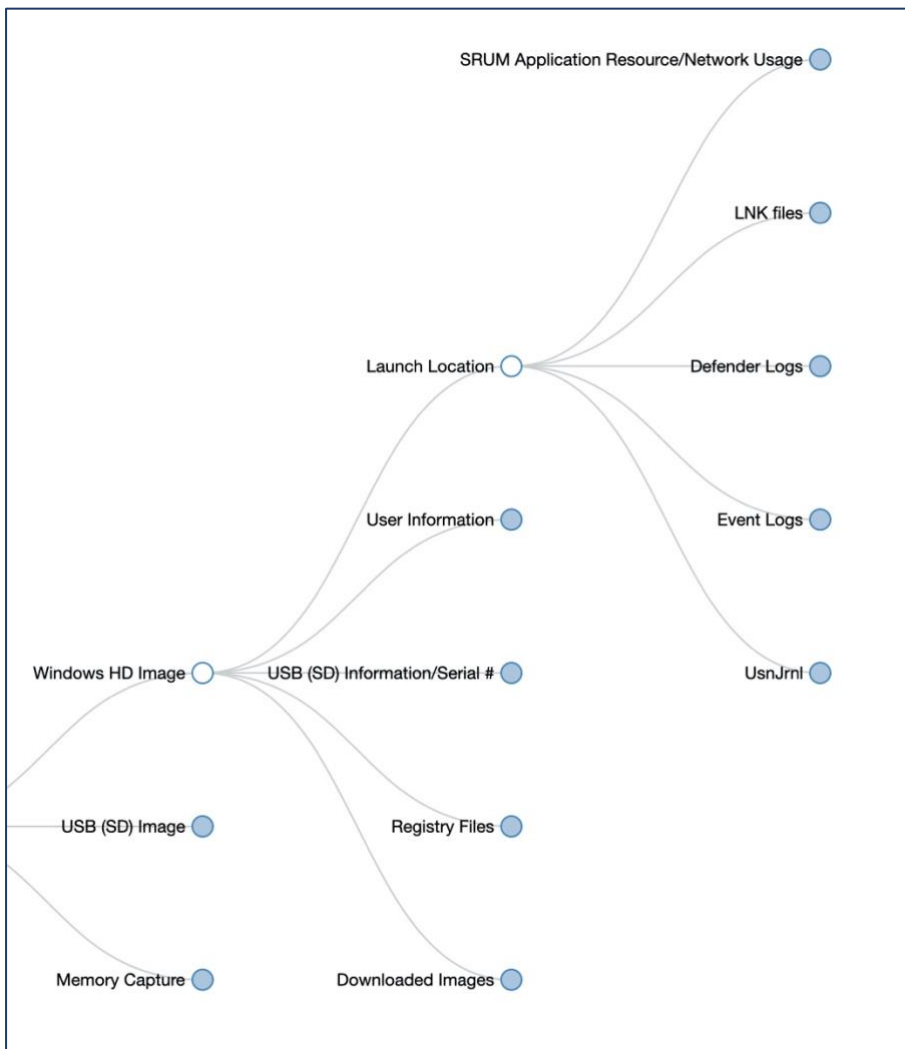 SRUM Application Resource/Network Usage
LNK files
Launch Location
Defender Logs
User Information
Event Logs
Windows HD Image
USB (SD) Information/Serial #
UsnJrnl
USB (SD) Image
Registry Files
Memory Capture
Downloaded Images